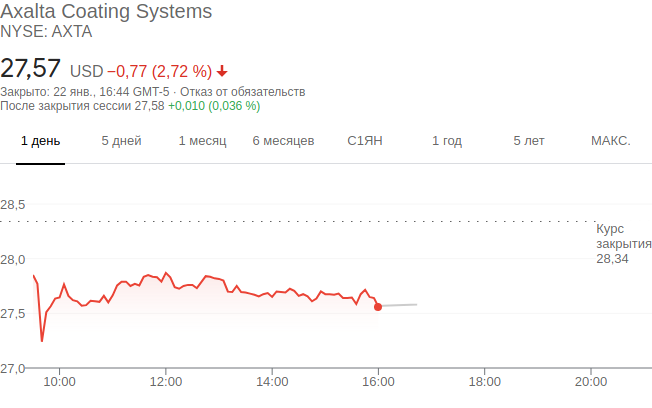 Axalta Coating Systems
NYSE: AXTA
27,57 USD −0,77 (2,72 %)
Закрыто: 22 янв., 16:44 GMT-5 · Отказ от обязательств
После закрытия сессии 27,58 +0,010 (0,036 %)
1 день 5 дней 1 месяц 6 месяцев С1ЯН 1 год 5 лет МАКС.
28,5
Курс
закрытия
28,34
28,0
27,5
27,0
10:00 12:00 14:00 16:00 18:00 20:00